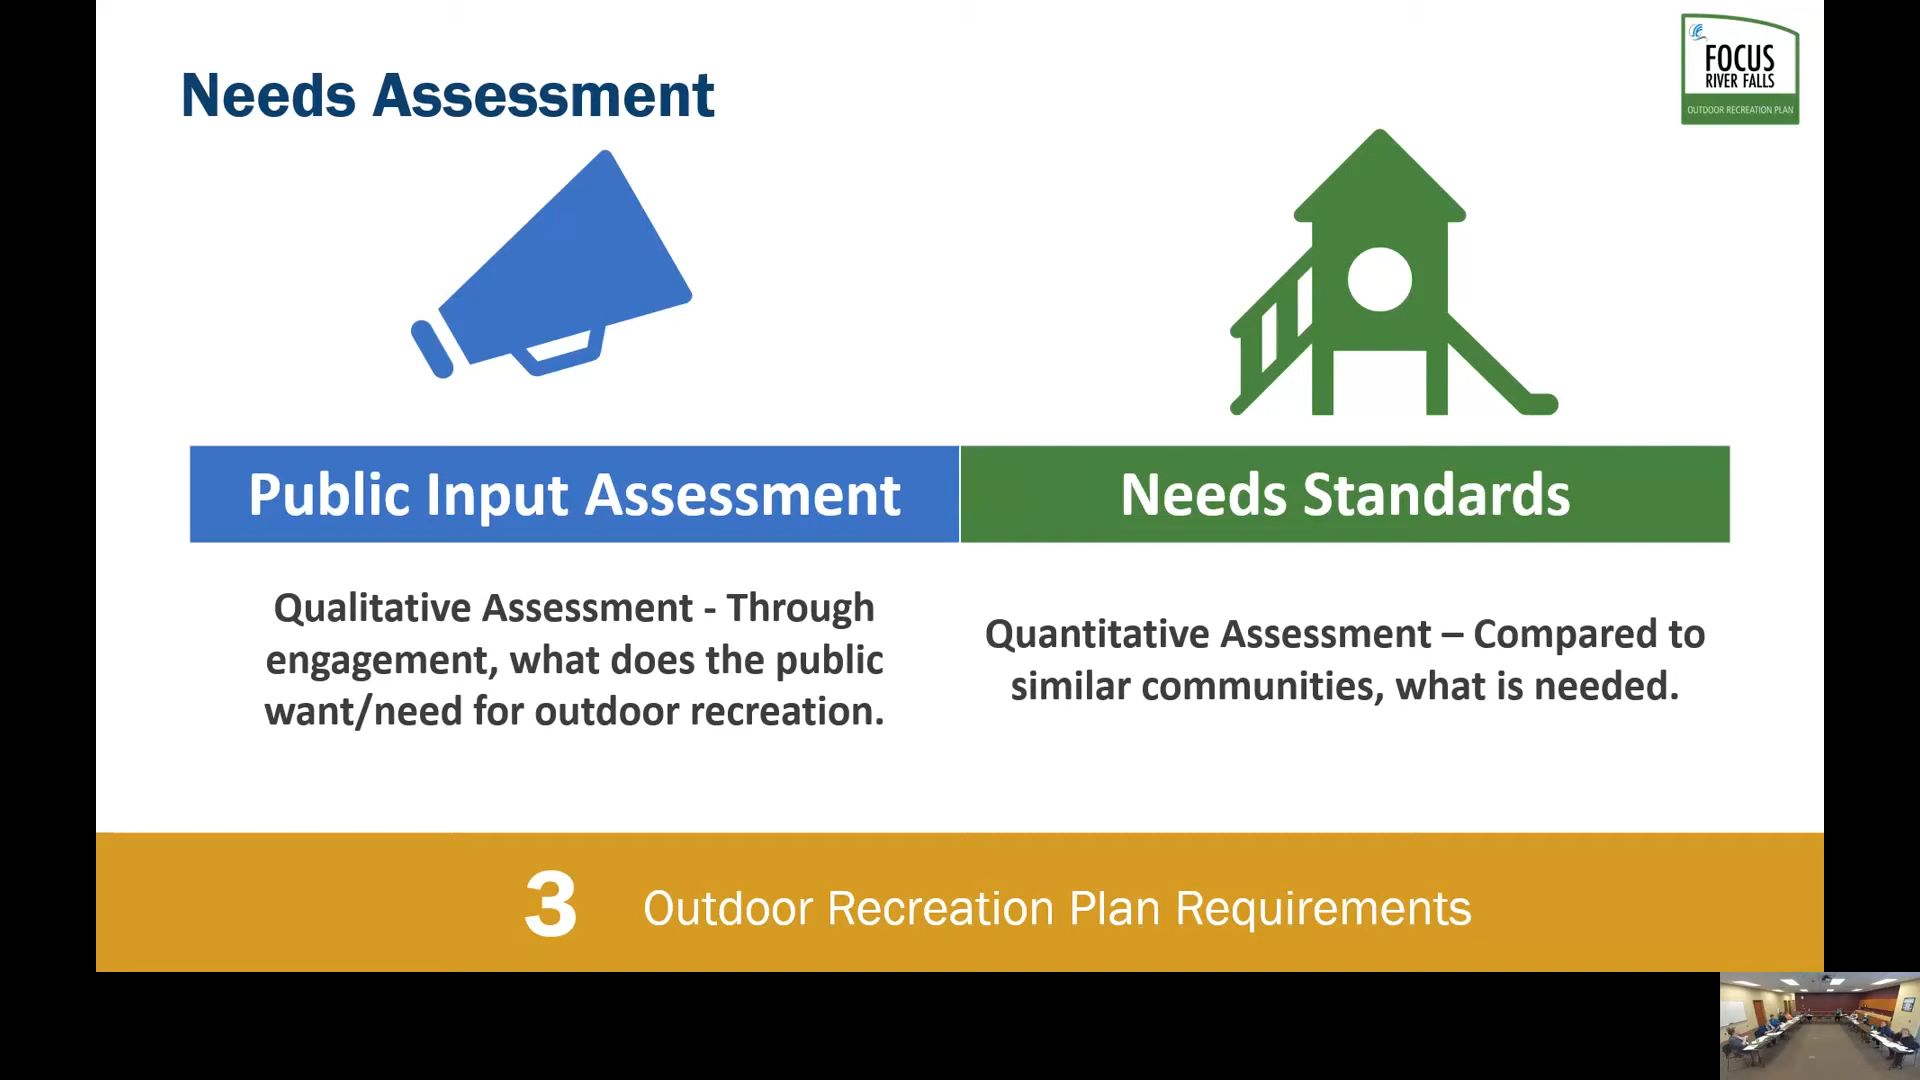 Needs Assessment
FOCUS
RIVER FALLS
OUTDOOR RECREATION PLAN
Public Input Assessment
Needs Standards
Qualitative Assessment - Through
engagement, what does the public
want/need for outdoor recreation.
Quantitative Assessment – Compared to
similar communities, what is needed.
3 Outdoor Recreation Plan Requirements